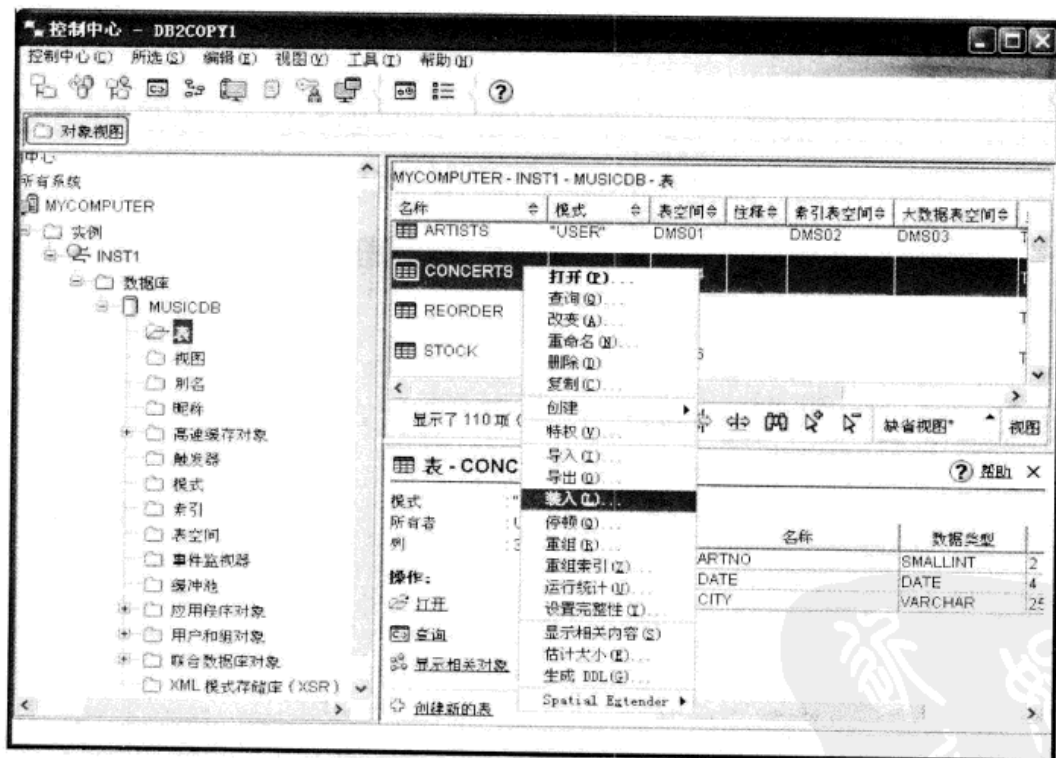 控制中心 - DB2COPY1
控制中心(C) 所选(S) 编辑(E) 视图(V) 工具(T) 帮助(H)
对象视图
中心
所有系统
MYCOMPUTER
实例
INST1
数据库
MUSICDB
表
视图
别名
昵称
高速缓存对象
触发器
模式
索引
表空间
事件监视器
缓冲池
应用程序对象
用户和组对象
联合数据库对象
XML 模式存储库(XSR)
MYCOMPUTER - INST1 - MUSICDB - 表
名称 模式 表空间 注释 索引表空间 大数据表空间
ARTISTS "USER" DMS01 DMS02 DMS03
CONCERTS
REORDER
STOCK
显示了 110 项
缺省视图* 视图
打开(P)...
查询(Q)...
改变(A)...
重命名(N)...
删除(D)
复制(C)...
创建
特权(V)...
导入(I)...
导出(O)...
装入(L)...
停顿(Q)...
重组(R)...
重组索引(Z)...
运行统计(U)...
设置完整性(T)...
显示相关内容(S)
估计大小(E)...
生成 DDL(G)...
Spatial Extender
表 - CONC
帮助
模式 : "
所有者 : U
列 : 3
操作:
打开
查询
显示相关对象
创建新的表
名称 数据类型
ARTNO SMALLINT 2
DATE DATE 4
CITY VARCHAR 25